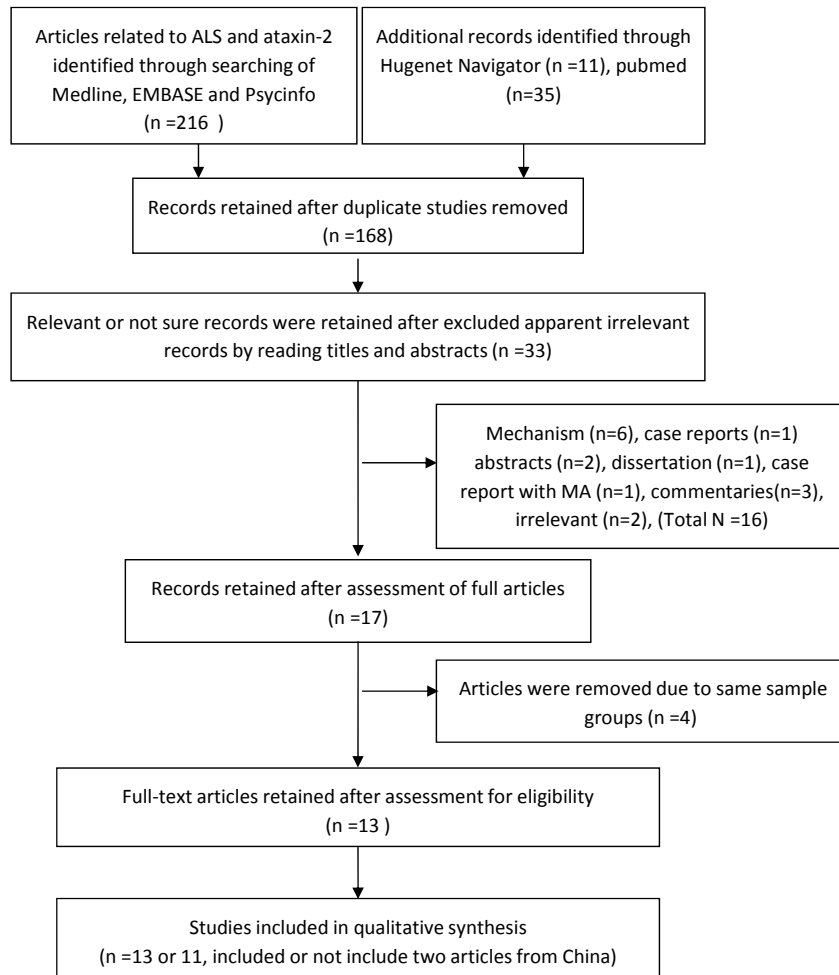 Articles related to ALS and ataxin-2
identified through searching of
Medline, EMBASE and Psycinfo
(n =216 )
Additional records identified through
Hugenet Navigator (n =11), pubmed
(n=35)
Records retained after duplicate studies removed
(n =168)
Relevant or not sure records were retained after excluded apparent irrelevant
records by reading titles and abstracts (n =33)
Mechanism (n=6), case reports (n=1)
abstracts (n=2), dissertation (n=1), case
report with MA (n=1), commentaries(n=3),
irrelevant (n=2), (Total N =16)
Records retained after assessment of full articles
(n =17)
Articles were removed due to same sample
groups (n =4)
Full-text articles retained after assessment for eligibility
(n =13 )
Studies included in qualitative synthesis
(n =13 or 11, included or not include two articles from China)